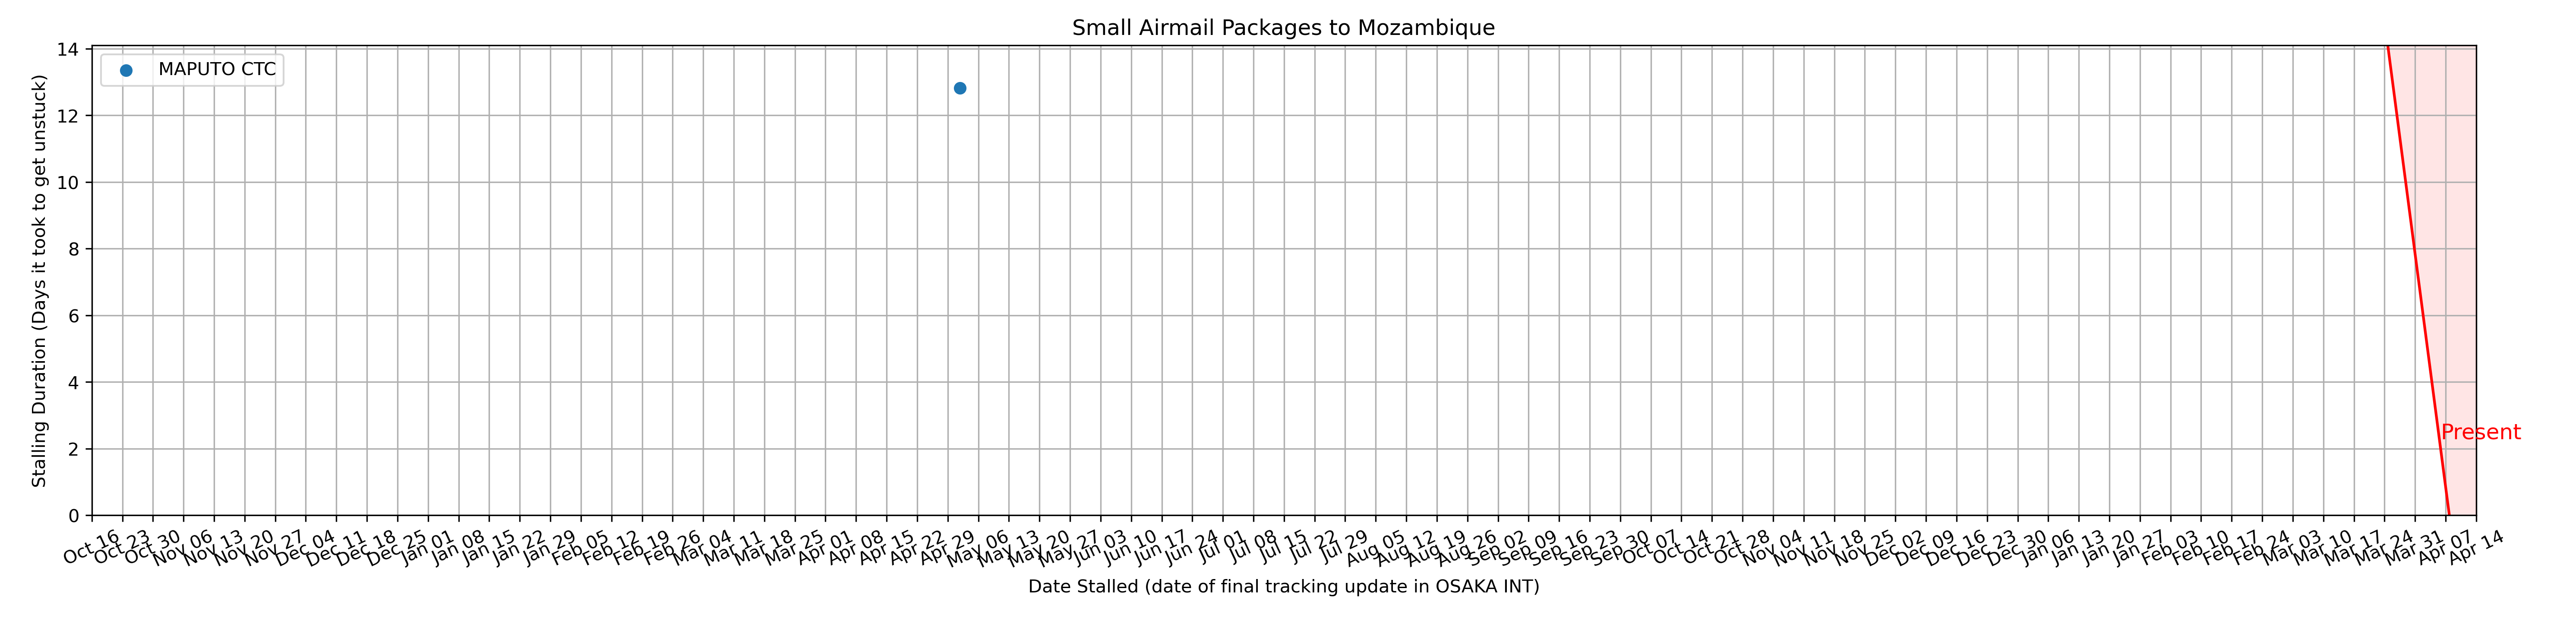 Small Airmail Packages to Mozambique
MAPUTO CTC
Stalling Duration (Days it took to get unstuck)
14
12
10
8
6
4
2
0
Present
Oct 16 Oct 23 Oct 30 Nov 06 Nov 13 Nov 20 Nov 27 Dec 04 Dec 11 Dec 18 Dec 25 Jan 01 Jan 08 Jan 15 Jan 22 Jan 29 Feb 05 Feb 12 Feb 19 Feb 26 Mar 04 Mar 11 Mar 18 Mar 25 Apr 01 Apr 08 Apr 15 Apr 22 Apr 29 May 06 May 13 May 20 May 27 Jun 03 Jun 10 Jun 17 Jun 24 Jul 01 Jul 08 Jul 15 Jul 22 Jul 29 Aug 05 Aug 12 Aug 19 Aug 26 Sep 02 Sep 09 Sep 16 Sep 23 Sep 30 Oct 07 Oct 14 Oct 21 Oct 28 Nov 04 Nov 11 Nov 18 Nov 25 Dec 02 Dec 09 Dec 16 Dec 23 Dec 30 Jan 06 Jan 13 Jan 20 Jan 27 Feb 03 Feb 10 Feb 17 Feb 24 Mar 03 Mar 10 Mar 17 Mar 24 Mar 31 Apr 07 Apr 14
Date Stalled (date of final tracking update in OSAKA INT)